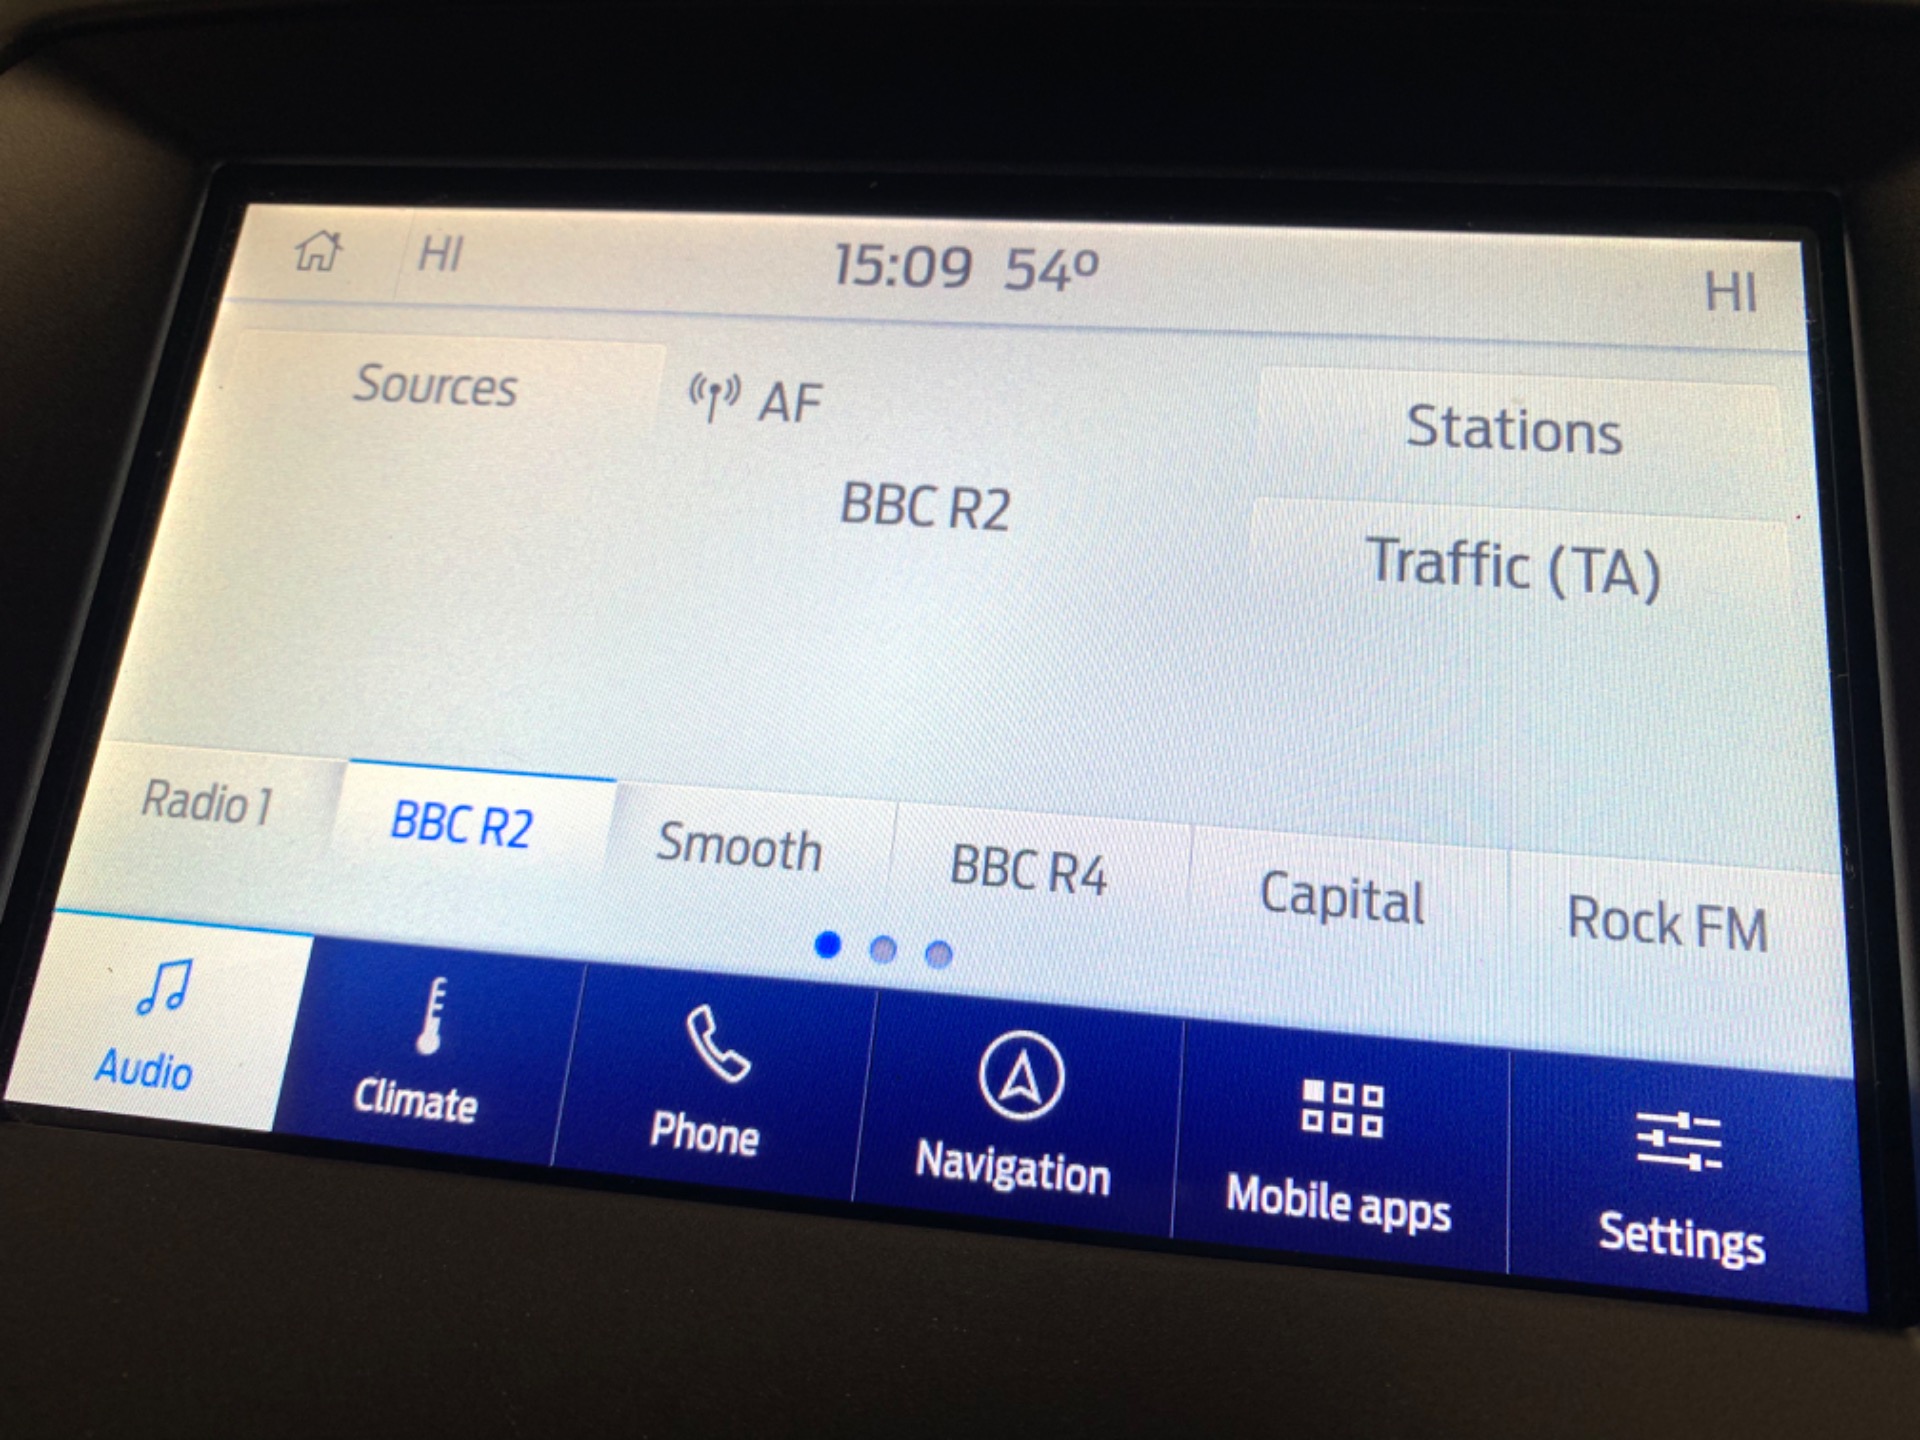 HI 15:09 54° HI
Sources AF Stations
BBC R2
Traffic (TA)
Radio 1 BBC R2 Smooth BBC R4 Capital Rock FM
Audio Climate Phone Navigation Mobile apps Settings